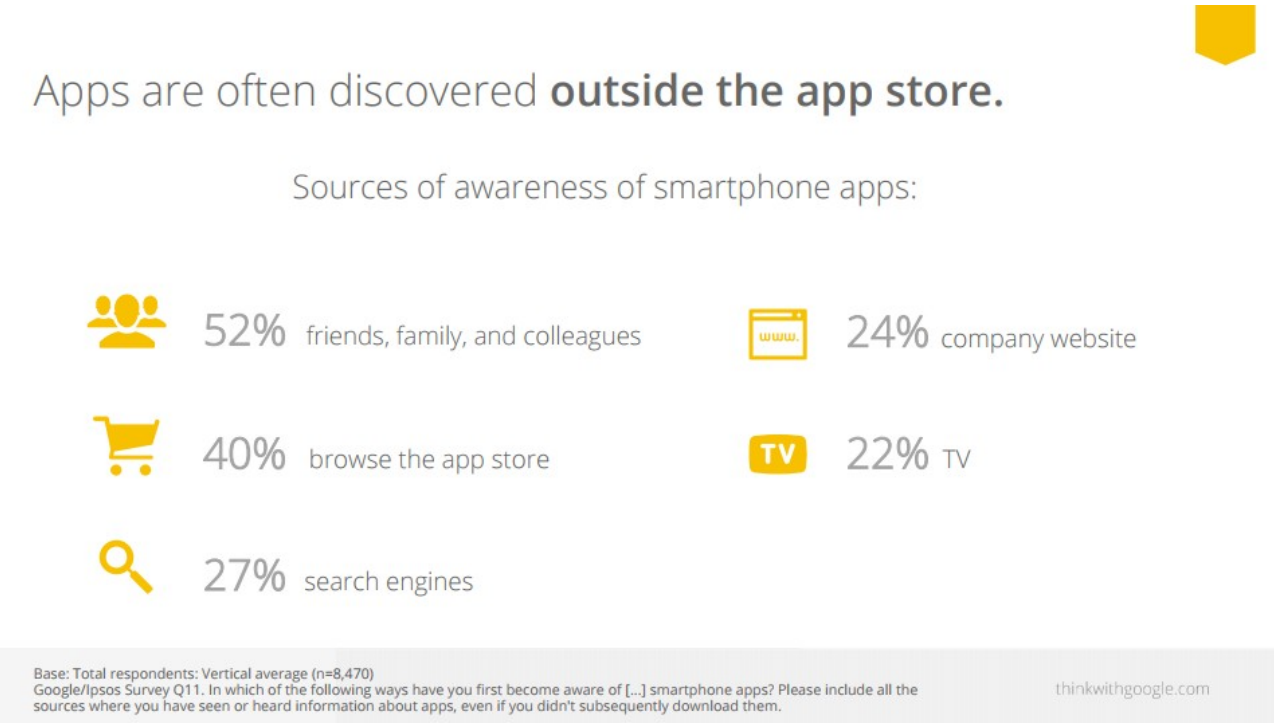 Apps are often discovered outside the app store.
Sources of awareness of smartphone apps:
52% friends, family, and colleagues
40% browse the app store
27% search engines
www.
24% company website
TV
22% TV
Base: Total respondents: Vertical average (n=8,470)
Google/Ipsos Survey Q11. In which of the following ways have you first become aware of [...] smartphone apps? Please include all the
sources where you have seen or heard information about apps, even if you didn't subsequently download them.
thinkwithgoogle.com